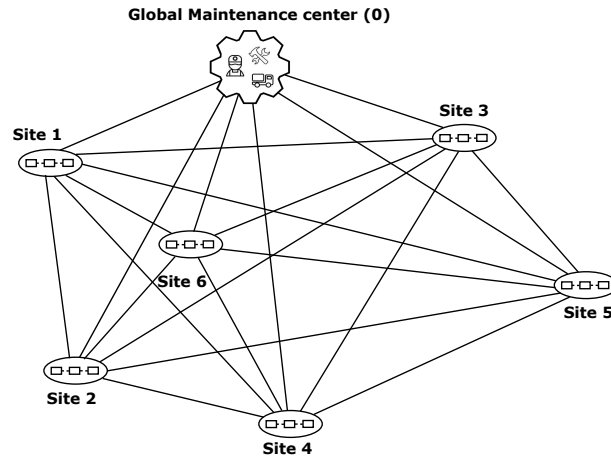 Global Maintenance center (0)
Site 3
Site 1
Site 6
Site 5
Site 2
Site 4